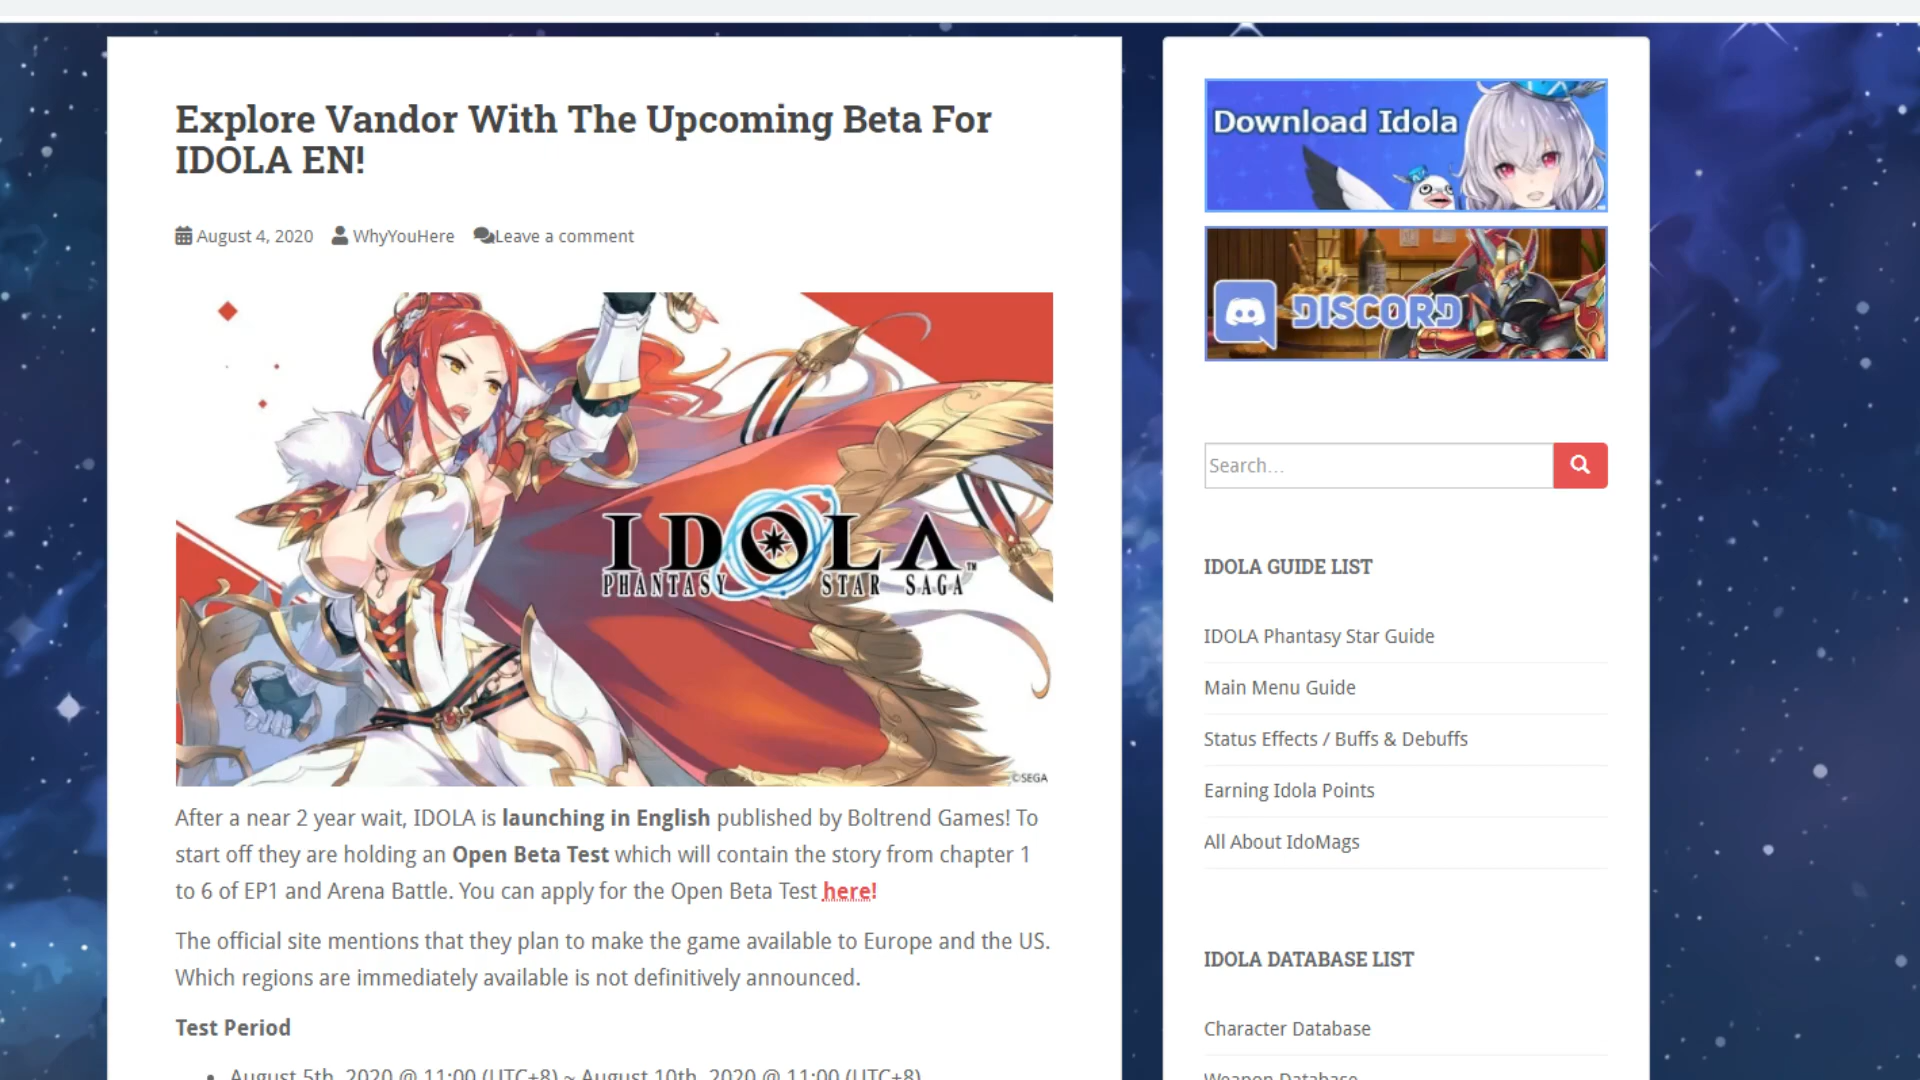 Explore Vandor With The Upcoming Beta For
IDOLA EN!
August 4, 2020 WhyYouHere Leave a comment
IDOLA
PHANTASY STAR SAGA™
©SEGA
After a near 2 year wait, IDOLA is launching in English published by Boltrend Games! To
start off they are holding an Open Beta Test which will contain the story from chapter 1
to 6 of EP1 and Arena Battle. You can apply for the Open Beta Test here!
The official site mentions that they plan to make the game available to Europe and the US.
Which regions are immediately available is not definitively announced.
Test Period
• August 5th, 2020 @ 11:00 (UTC+8) ~ August 10th, 2020 @ 11:00 (UTC+8)
Download Idola
DISCORD
Search…
IDOLA GUIDE LIST
IDOLA Phantasy Star Guide
Main Menu Guide
Status Effects / Buffs & Debuffs
Earning Idola Points
All About IdoMags
IDOLA DATABASE LIST
Character Database
Weapon Database